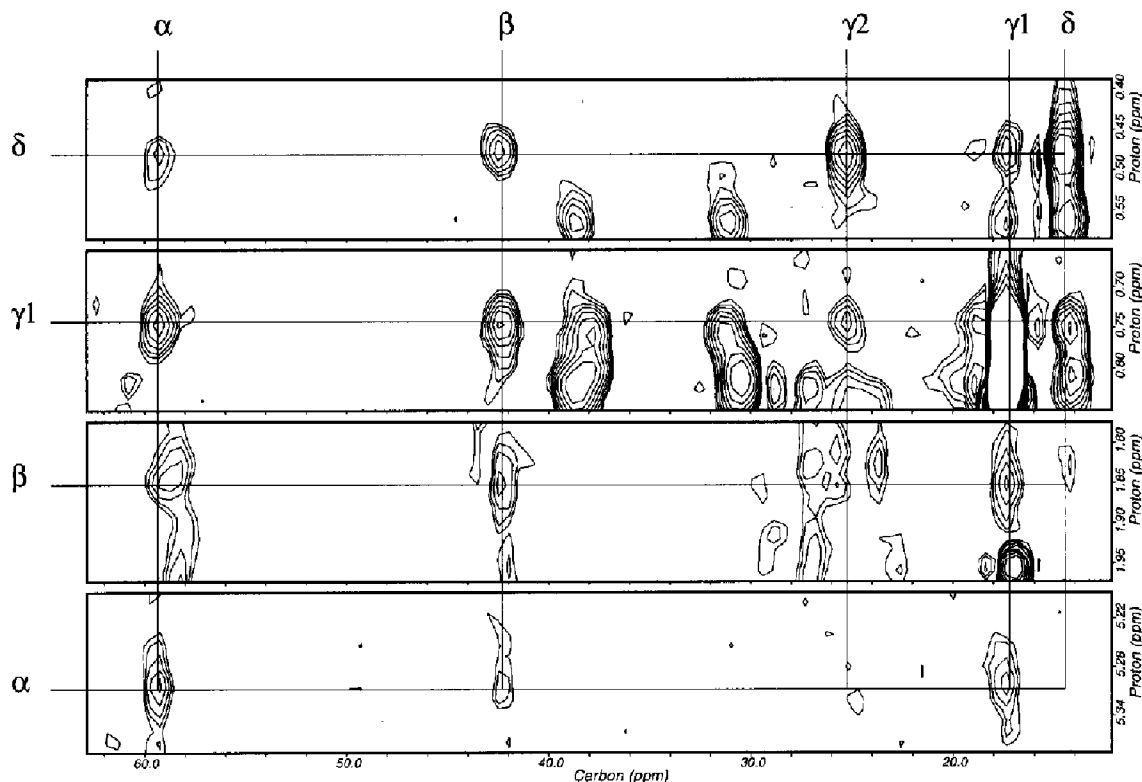 α β γ2 γ1 δ
δ 0.40 0.45 0.50 0.55 Proton (ppm)
γ1 0.70 0.75 0.80 Proton (ppm)
β 1.80 1.85 1.90 1.95 Proton (ppm)
α 5.22 5.28 5.34 Proton (ppm)
60.0 50.0 40.0 30.0 20.0
Carbon (ppm)